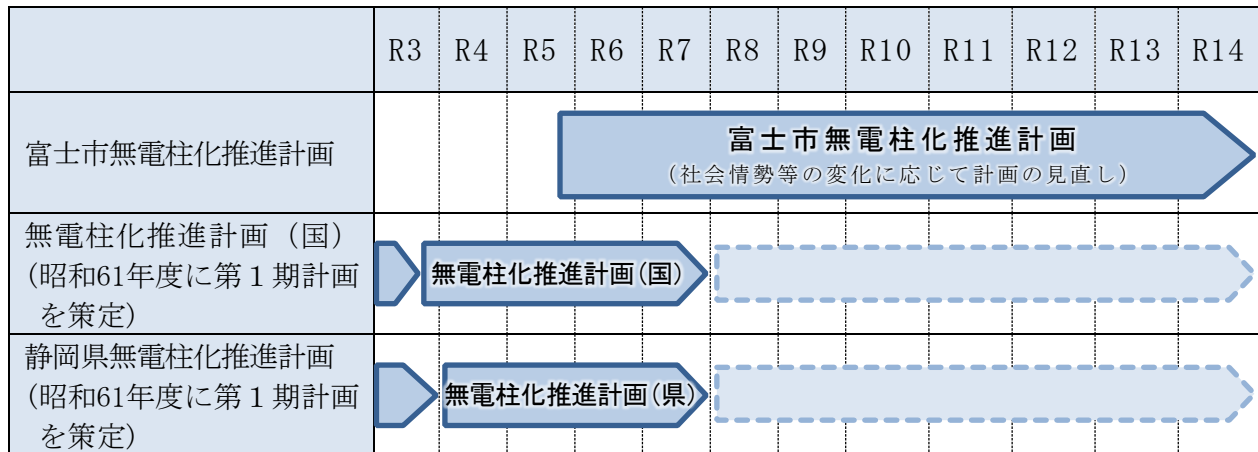 R3 R4 R5 R6 R7 R8 R9 R10 R11 R12 R13 R14
富士市無電柱化推進計画
富士市無電柱化推進計画
(社会情勢等の変化に応じて計画の見直し)
無電柱化推進計画（国）
(昭和61年度に第１期計画
を策定)
無電柱化推進計画(国)
静岡県無電柱化推進計画
(昭和61年度に第１期計画
を策定)
無電柱化推進計画(県)